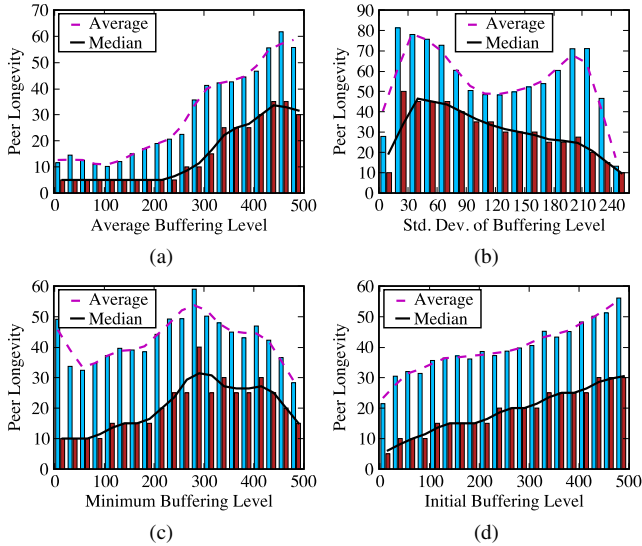 70
60
50
40
30
20
10
0
Peer Longevity
Average
Median
0 100 200 300 400 500
Average Buffering Level
(a)
90
80
70
60
50
40
30
20
10
0
Peer Longevity
Average
Median
0 30 60 90 120 150 180 210 240
Std. Dev. of Buffering Level
(b)
60
50
40
30
20
10
0
Peer Longevity
Average
Median
0 100 200 300 400 500
Minimum Buffering Level
(c)
60
50
40
30
20
10
0
Peer Longevity
Average
Median
0 100 200 300 400 500
Initial Buffering Level
(d)